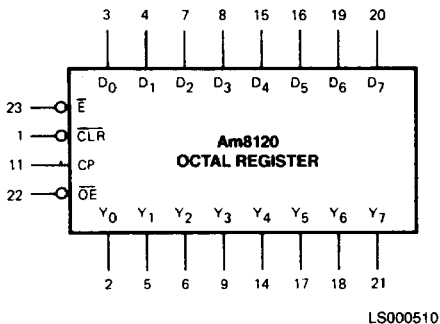 3 4 7 8 15 16 19 20
D0 D1 D2 D3 D4 D5 D6 D7
23 E̅
1 C̅L̅R̅
Am8120
11 CP
OCTAL REGISTER
22 O̅E̅
Y0 Y1 Y2 Y3 Y4 Y5 Y6 Y7
2 5 6 9 14 17 18 21
LS000510